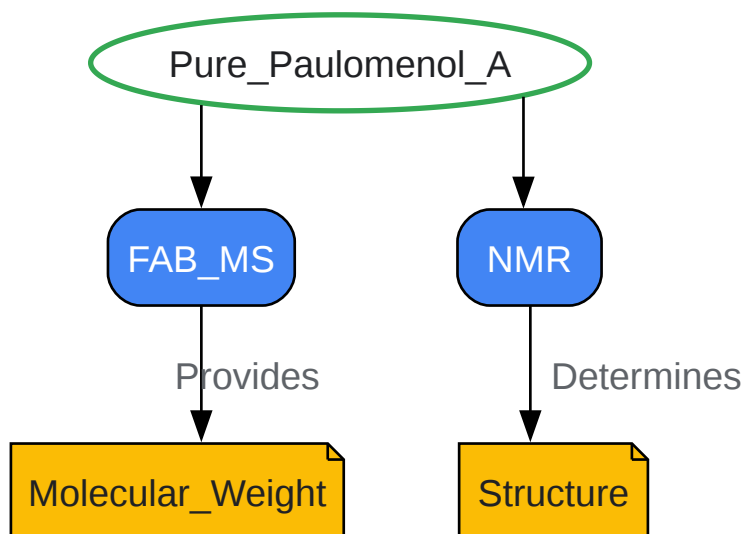 Pure_Paulomenol_A
FAB_MS
NMR
Provides
Determines
Molecular_Weight
Structure